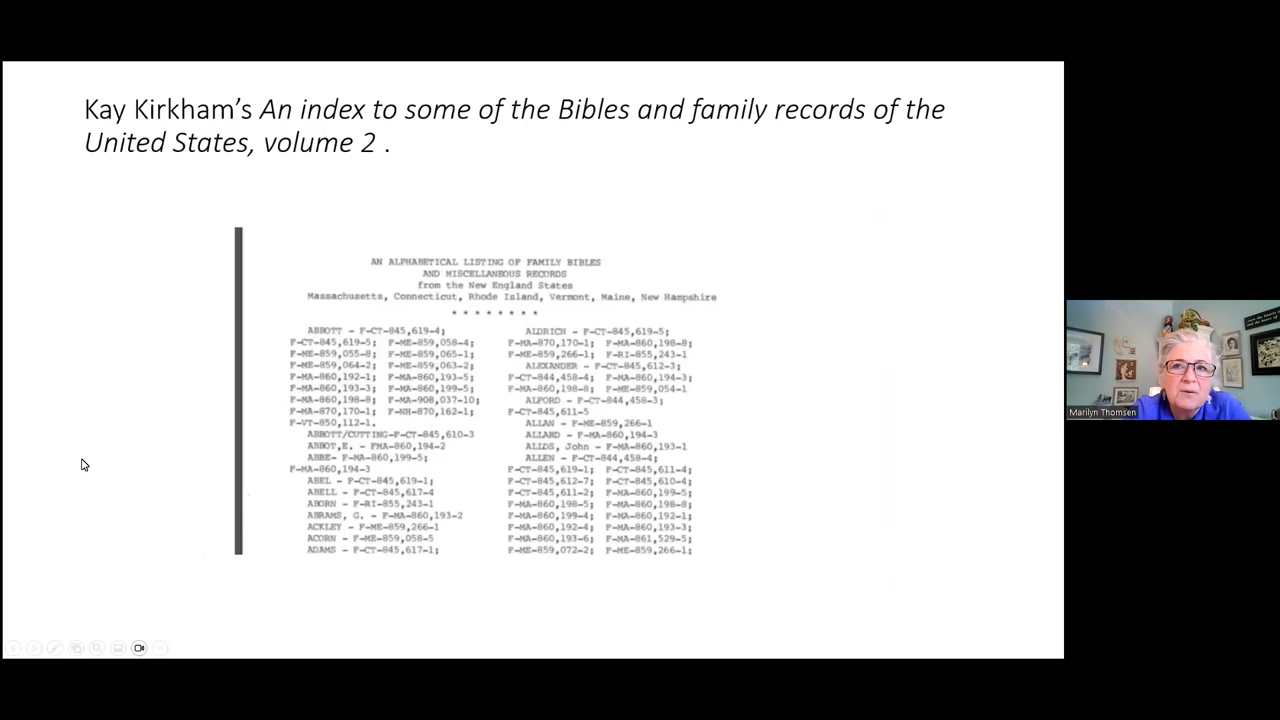 Kay Kirkham's An index to some of the Bibles and family records of the
United States, volume 2 .
AN ALPHABETICAL LISTING OF FAMILY BIBLES
AND MISCELLANEOUS RECORDS
from the New England States
Massachusetts, Connecticut, Rhode Island, Vermont, Maine, New Hampshire
* * * * * * * *
ABBOTT - F-CT-845,619-4;
F-CT-845,619-5; F-ME-859,058-4;
F-ME-859,055-8; F-ME-859,065-1;
F-ME-859,064-2; F-ME-859,063-2;
F-MA-860,192-1; F-MA-860,193-5;
F-MA-860,193-3; F-MA-860,199-5;
F-MA-860,198-8; F-MA-908,037-10;
F-MA-870,170-1; F-NH-870,162-1;
F-VT-850,112-1.
ABBOTT/CUTTING-F-CT-845,610-3
ABBOT,E. - FMA-860,194-2
ABBE- F-MA-860,199-5;
F-MA-860,194-3
ABEL - F-CT-845,619-1;
ABELL - F-CT-845,617-4
ABORN - F-RI-855,243-1
ABRAMS, G. - F-MA-860,193-2
ACKLEY - F-ME-859,266-1
ACORN - F-ME-859,058-5
ADAMS - F-CT-845,617-1;
ALDRICH - F-CT-845,619-5;
F-MA-870,170-1; F-MA-860,198-8;
F-ME-859,266-1; F-RI-855,243-1
ALEXANDER - F-CT-845,612-3;
F-CT-844,458-4; F-MA-860,194-3;
F-MA-860,198-8; F-ME-859,054-1
ALFORD - F-CT-844,458-3;
F-CT-845,611-5
ALLAN - F-ME-859,266-1
ALLARD - F-MA-860,194-3
ALLDS, John - F-MA-860,193-1
ALLEN - F-CT-844,458-4;
F-CT-845,619-1; F-CT-845,611-4;
F-CT-845,612-7; F-CT-845,610-4;
F-CT-845,611-2; F-MA-860,199-5;
F-MA-860,198-5; F-MA-860,198-8;
F-MA-860,199-4; F-MA-860,192-1;
F-MA-860,192-4; F-MA-860,193-3;
F-MA-860,193-6; F-MA-861,529-5;
F-ME-859,072-2; F-ME-859,266-1;
Marilyn Thomsen